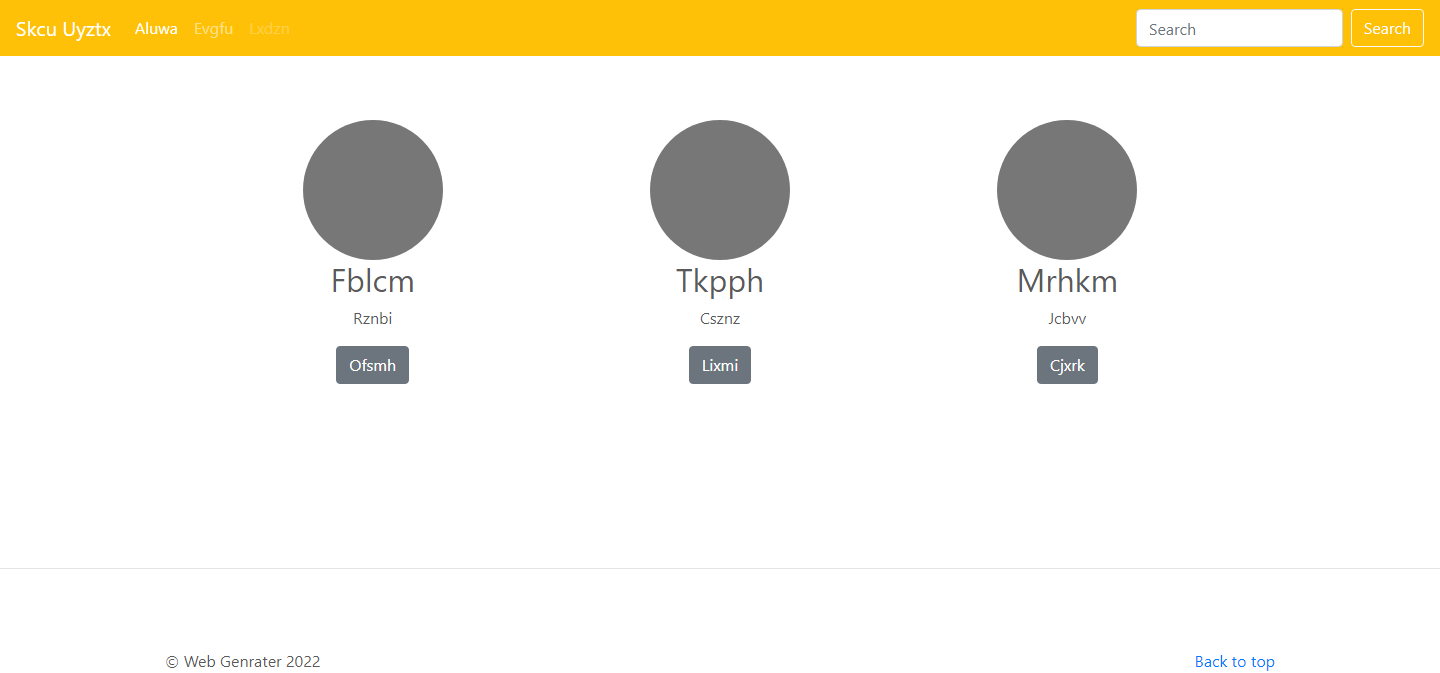 Skcu Uyztx Aluwa Evgfu Lxdzn Search Search
Fblcm Tkpph Mrhkm
Rznbi Csznz Jcbvv
Ofsmh Lixmi Cjxrk
© Web Genrater 2022 Back to top